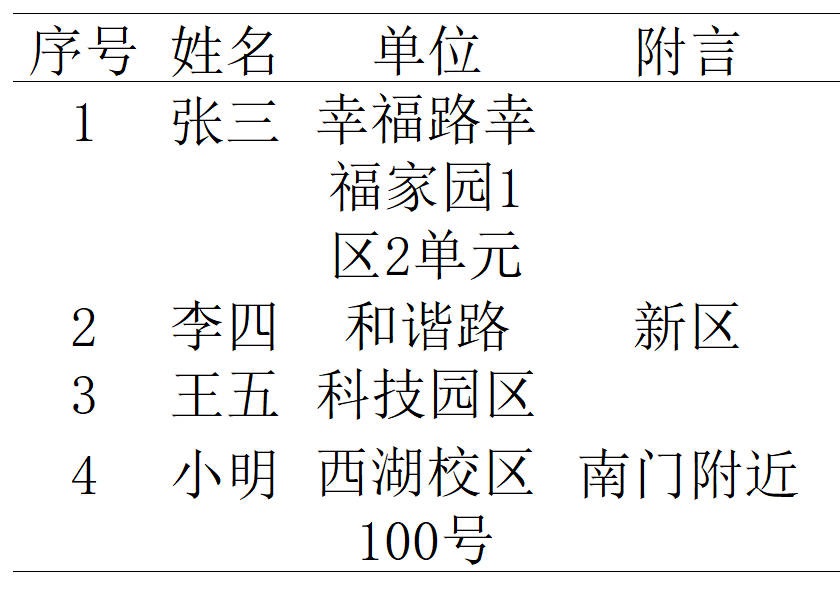 序号 姓名 单位 附言
1 张三 幸福路幸
福家园1
区2单元
2 李四 和谐路 新区
3 王五 科技园区
4 小明 西湖校区 南门附近
100号